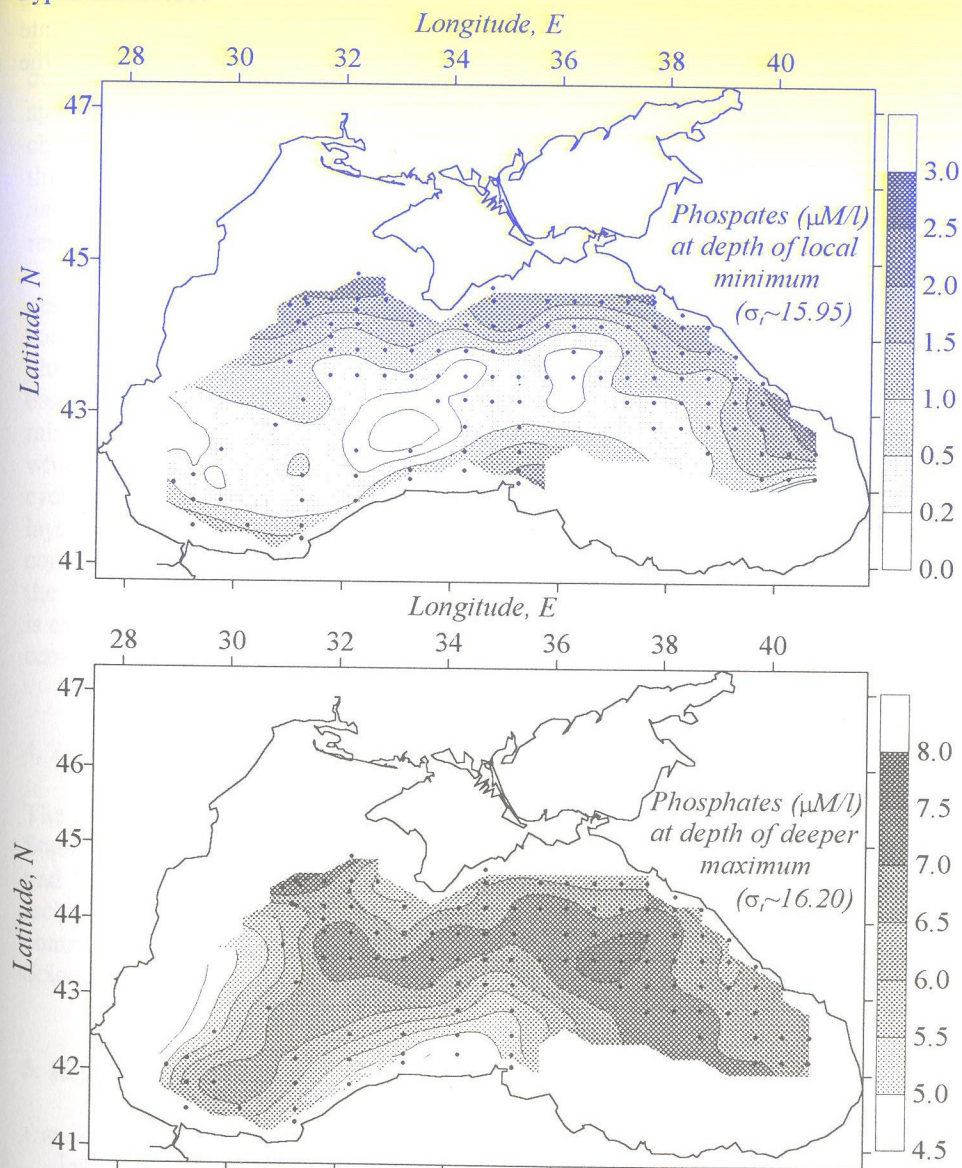 Longitude, E
28 30 32 34 36 38 40
47
45
43
41
Latitude, N
Phospates (μM/l)
at depth of local
minimum
(σt~15.95)
3.0
2.5
2.0
1.5
1.0
0.5
0.2
0.0
Longitude, E
28 30 32 34 36 38 40
47
46
45
44
43
42
41
Latitude, N
Phosphates (μM/l)
at depth of deeper
maximum
(σt~16.20)
8.0
7.5
7.0
6.5
6.0
5.5
5.0
4.5